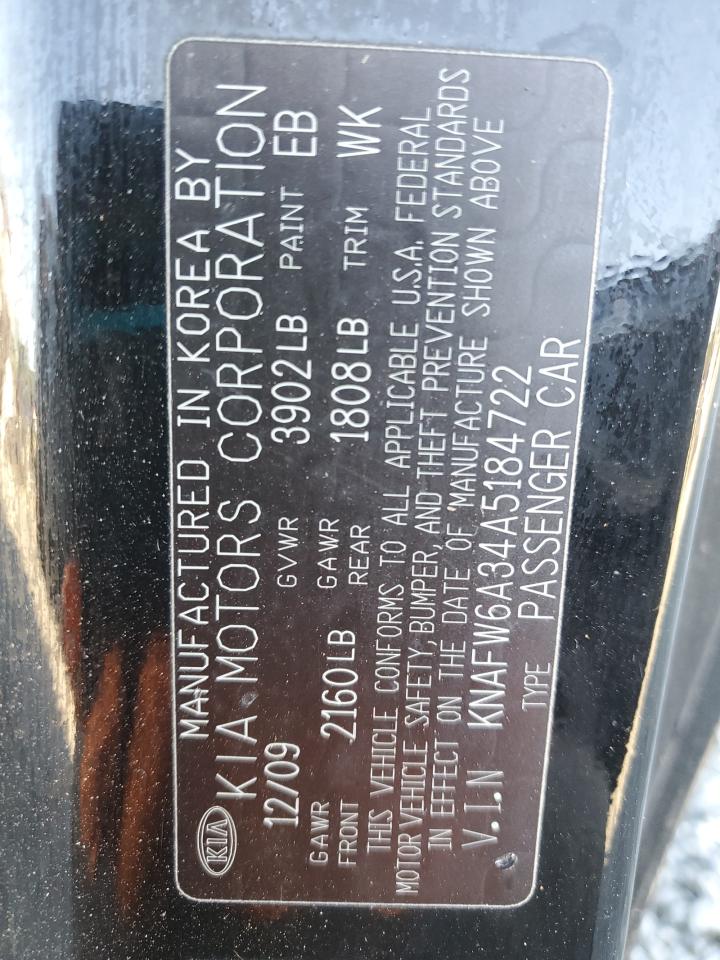 MANUFACTURED IN KOREA BY
KIA KIA MOTORS CORPORATION
12/09 GVWR 3902LB PAINT EB
GAWR FRONT 2160LB GAWR REAR 1808LB TRIM WK
THIS VEHICLE CONFORMS TO ALL APPLICABLE U.S.A. FEDERAL
MOTOR VEHICLE SAFETY, BUMPER, AND THEFT PREVENTION STANDARDS
IN EFFECT ON THE DATE OF MANUFACTURE SHOWN ABOVE
V.I.N KNAFW6A34A5184722
TYPE PASSENGER CAR